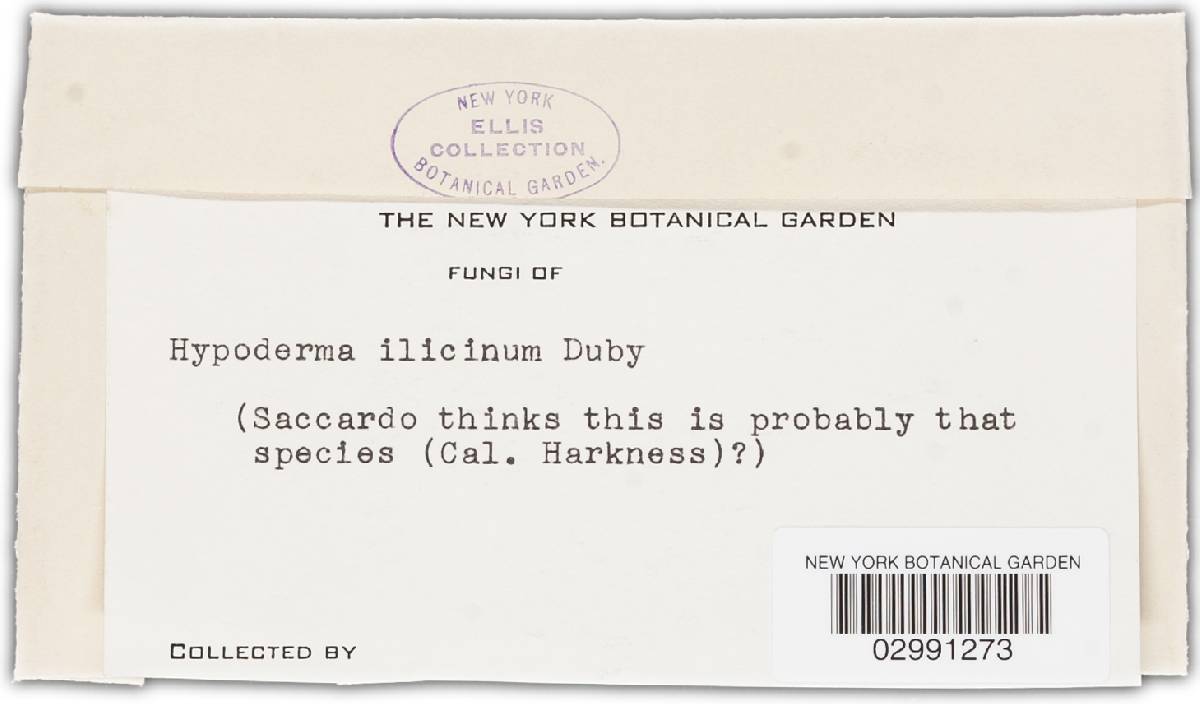 NEW YORK
ELLIS
COLLECTION
BOTANICAL GARDEN.
THE NEW YORK BOTANICAL GARDEN
FUNGI OF
Hypoderma ilicinum Duby
(Saccardo thinks this is probably that
species (Cal. Harkness)?)
NEW YORK BOTANICAL GARDEN
02991273
COLLECTED BY